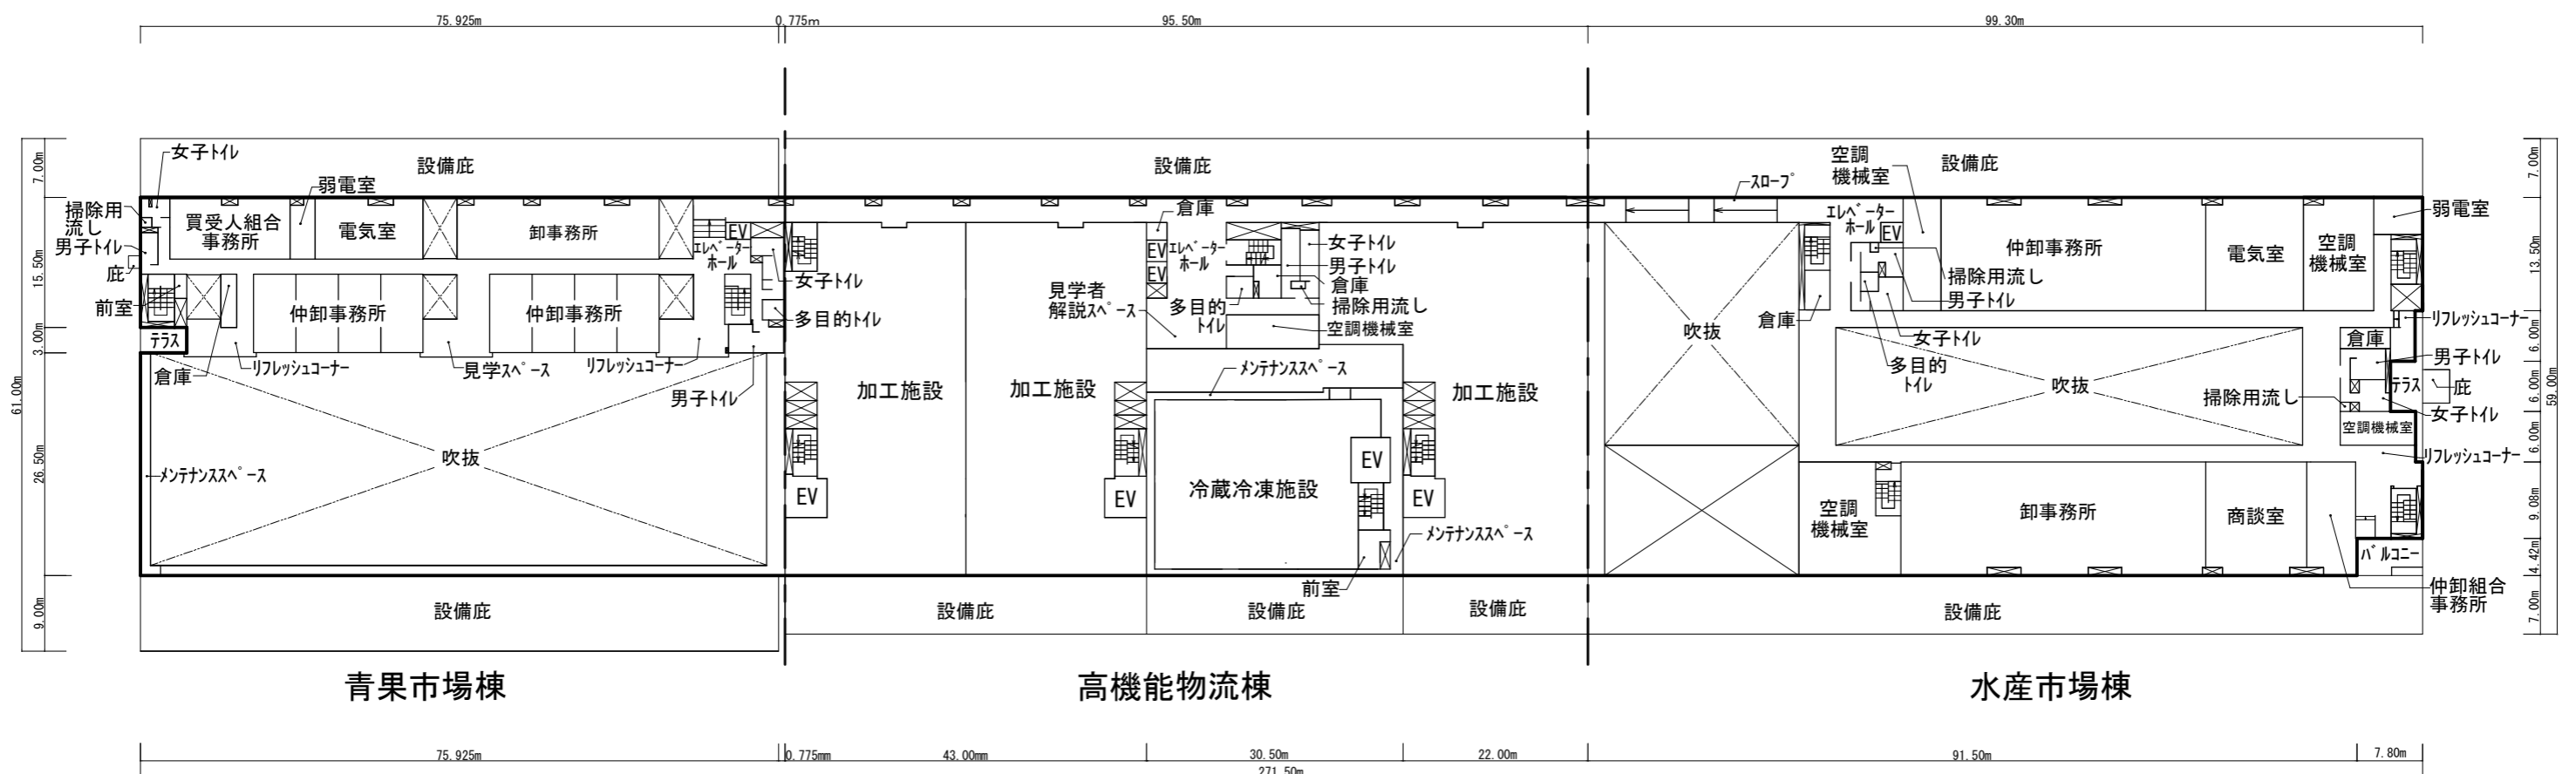 75.925m
0.775m
95.50m
99.30m
設備庇
設備庇
設備庇
7.00m
7.00m
女子ﾄｲﾚ
弱電室
掃除用
流し
男子ﾄｲﾚ
庇
前室
買受人組合
事務所
電気室
卸事務所
EV
ｴﾚﾍﾞｰﾀｰ
ﾎｰﾙ
女子ﾄｲﾚ
多目的ﾄｲﾚ
仲卸事務所
仲卸事務所
ﾃﾗｽ
倉庫
ﾘﾌﾚｯｼｭｺｰﾅｰ
見学ｽﾍﾟｰｽ
ﾘﾌﾚｯｼｭｺｰﾅｰ
男子ﾄｲﾚ
吹抜
ﾒﾝﾃﾅﾝｽｽﾍﾟｰｽ
15.50m
3.00m
61.00m
26.50m
9.00m
倉庫
EV
EV
ｴﾚﾍﾞｰﾀｰ
ﾎｰﾙ
女子ﾄｲﾚ
男子ﾄｲﾚ
倉庫
掃除用流し
多目的
ﾄｲﾚ
空調機械室
見学者
解説ｽﾍﾟｰｽ
ﾒﾝﾃﾅﾝｽｽﾍﾟｰｽ
加工施設
加工施設
加工施設
冷蔵冷凍施設
EV
EV
EV
EV
ﾒﾝﾃﾅﾝｽｽﾍﾟｰｽ
前室
ｽﾛｰﾌﾟ
空調
機械室
ｴﾚﾍﾞｰﾀｰ
ﾎｰﾙ
EV
仲卸事務所
電気室
空調
機械室
弱電室
掃除用流し
男子ﾄｲﾚ
女子ﾄｲﾚ
多目的
ﾄｲﾚ
倉庫
吹抜
吹抜
ﾘﾌﾚｯｼｭｺｰﾅｰ
倉庫
男子ﾄｲﾚ
ﾃﾗｽ
庇
掃除用流し
女子ﾄｲﾚ
空調機械室
ﾘﾌﾚｯｼｭｺｰﾅｰ
空調
機械室
卸事務所
商談室
ﾊﾞﾙｺﾆｰ
仲卸組合
事務所
13.50m
6.00m
6.00m
59.00m
6.00m
9.08m
4.42m
7.00m
設備庇
設備庇
設備庇
設備庇
設備庇
青果市場棟
高機能物流棟
水産市場棟
75.925m
0.775mm
43.00mm
30.50m
22.00m
91.50m
7.80m
271.50m